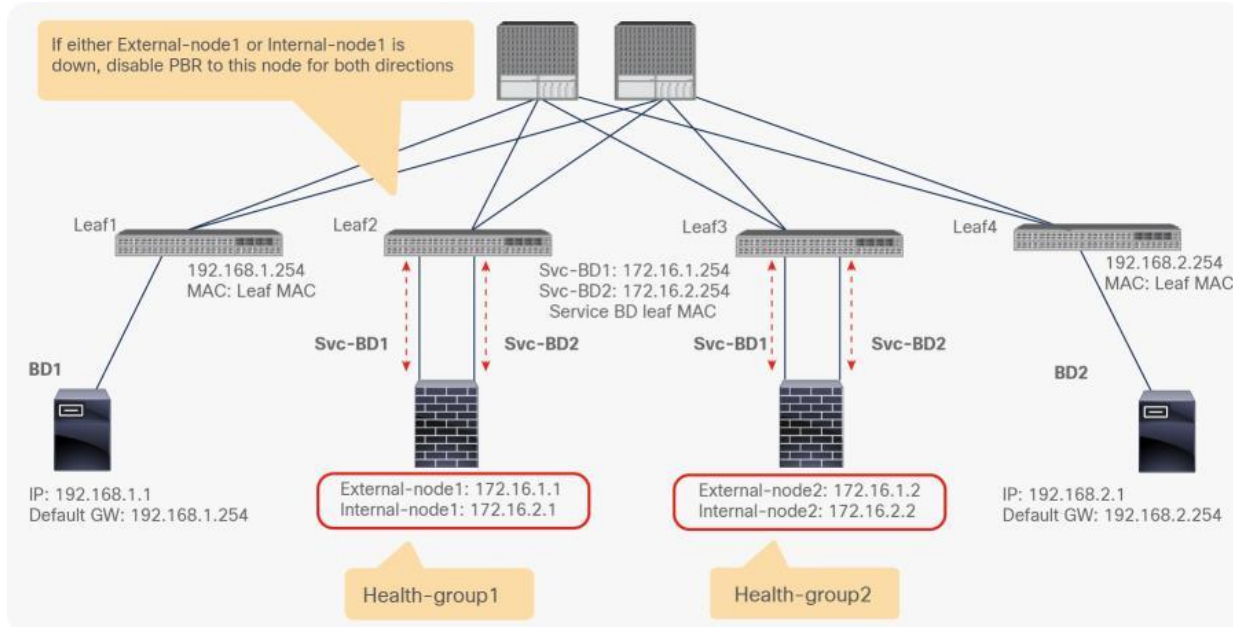 If either External-node1 or Internal-node1 is
down, disable PBR to this node for both directions
Leaf1
Leaf2
Leaf3
Leaf4
192.168.1.254
MAC: Leaf MAC
Svc-BD1: 172.16.1.254
Svc-BD2: 172.16.2.254
Service BD leaf MAC
192.168.2.254
MAC: Leaf MAC
Svc-BD1
Svc-BD2
Svc-BD1
Svc-BD2
BD1
BD2
IP: 192.168.1.1
Default GW: 192.168.1.254
External-node1: 172.16.1.1
Internal-node1: 172.16.2.1
External-node2: 172.16.1.2
Internal-node2: 172.16.2.2
IP: 192.168.2.1
Default GW: 192.168.2.254
Health-group1
Health-group2